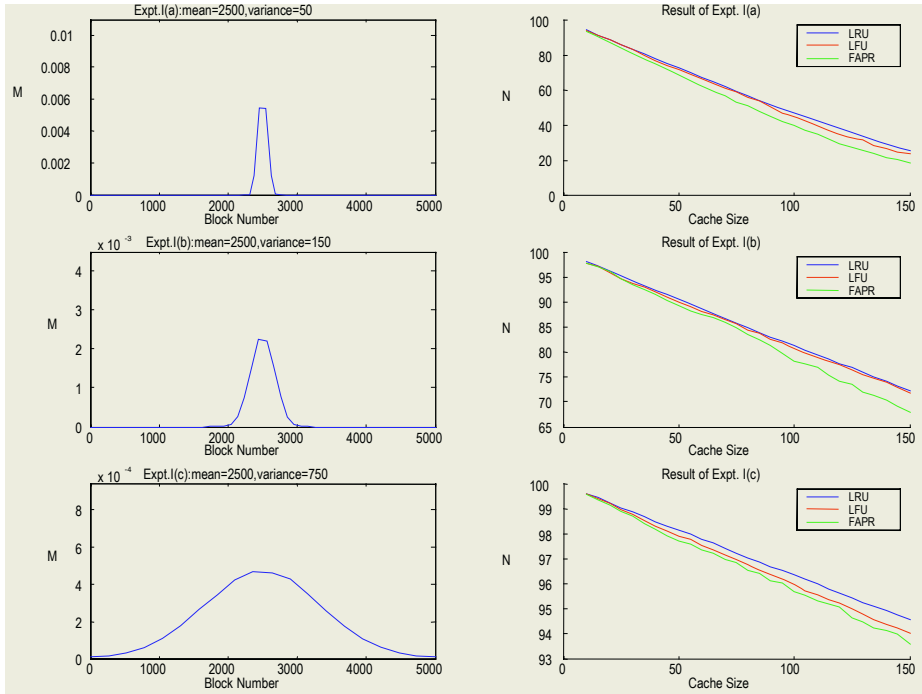 Expt.I(a):mean=2500,variance=50
0.01
0.008
M
0.006
0.004
0.002
0
0 1000 2000 3000 4000 5000
Block Number
Result of Expt. I(a)
100
80
60
N
40
20
0
LRU
LFU
FAPR
0 50 100 150
Cache Size
x 10 -3
Expt.I(b):mean=2500,variance=150
4
3
M
2
1
0
0 1000 2000 3000 4000 5000
Block Number
Result of Expt. I(b)
100
95
90
85
N
80
75
70
65
LRU
LFU
FAPR
0 50 100 150
Cache Size
x 10 -4
Expt.I(c):mean=2500,variance=750
8
6
M
4
2
0
0 1000 2000 3000 4000 5000
Block Number
Result of Expt. I(c)
100
99
98
97
N
96
95
94
93
LRU
LFU
FAPR
0 50 100 150
Cache Size